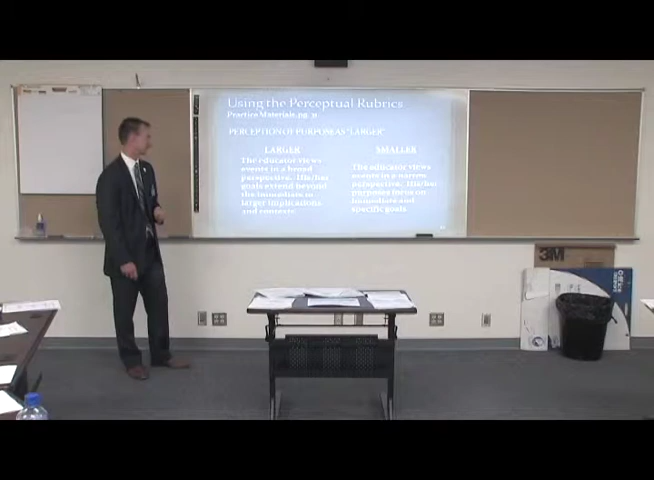 Using the Perceptual Rubrics
Practice Materials, pg. 31
PERCEPTION OF PURPOSE AS "LARGER"
LARGER
The educator views
events in a broad
perspective. His/her
goals extend beyond
the immediate to
larger implications
and contexts.
SMALLER
The educator views
events in a narrow
perspective. His/her
purposes focus on
immediate and
specific goals.
3M
Office